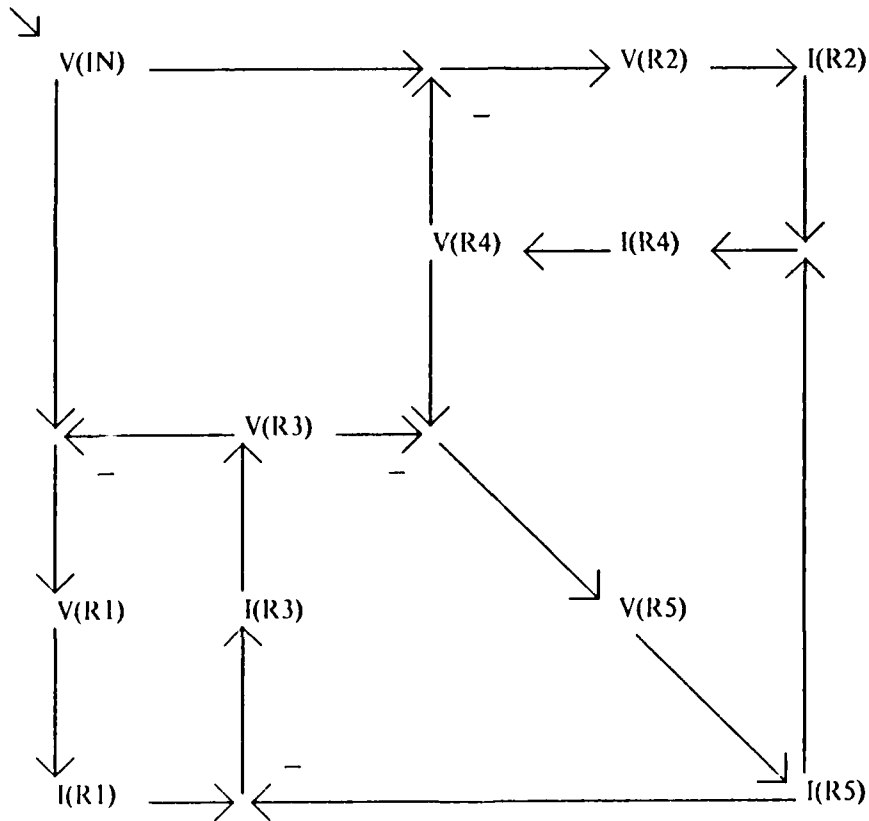 V(IN) V(R2) I(R2)
−
V(R4) I(R4)
V(R3)
− −
V(R1) I(R3) V(R5)
−
I(R1) I(R5)